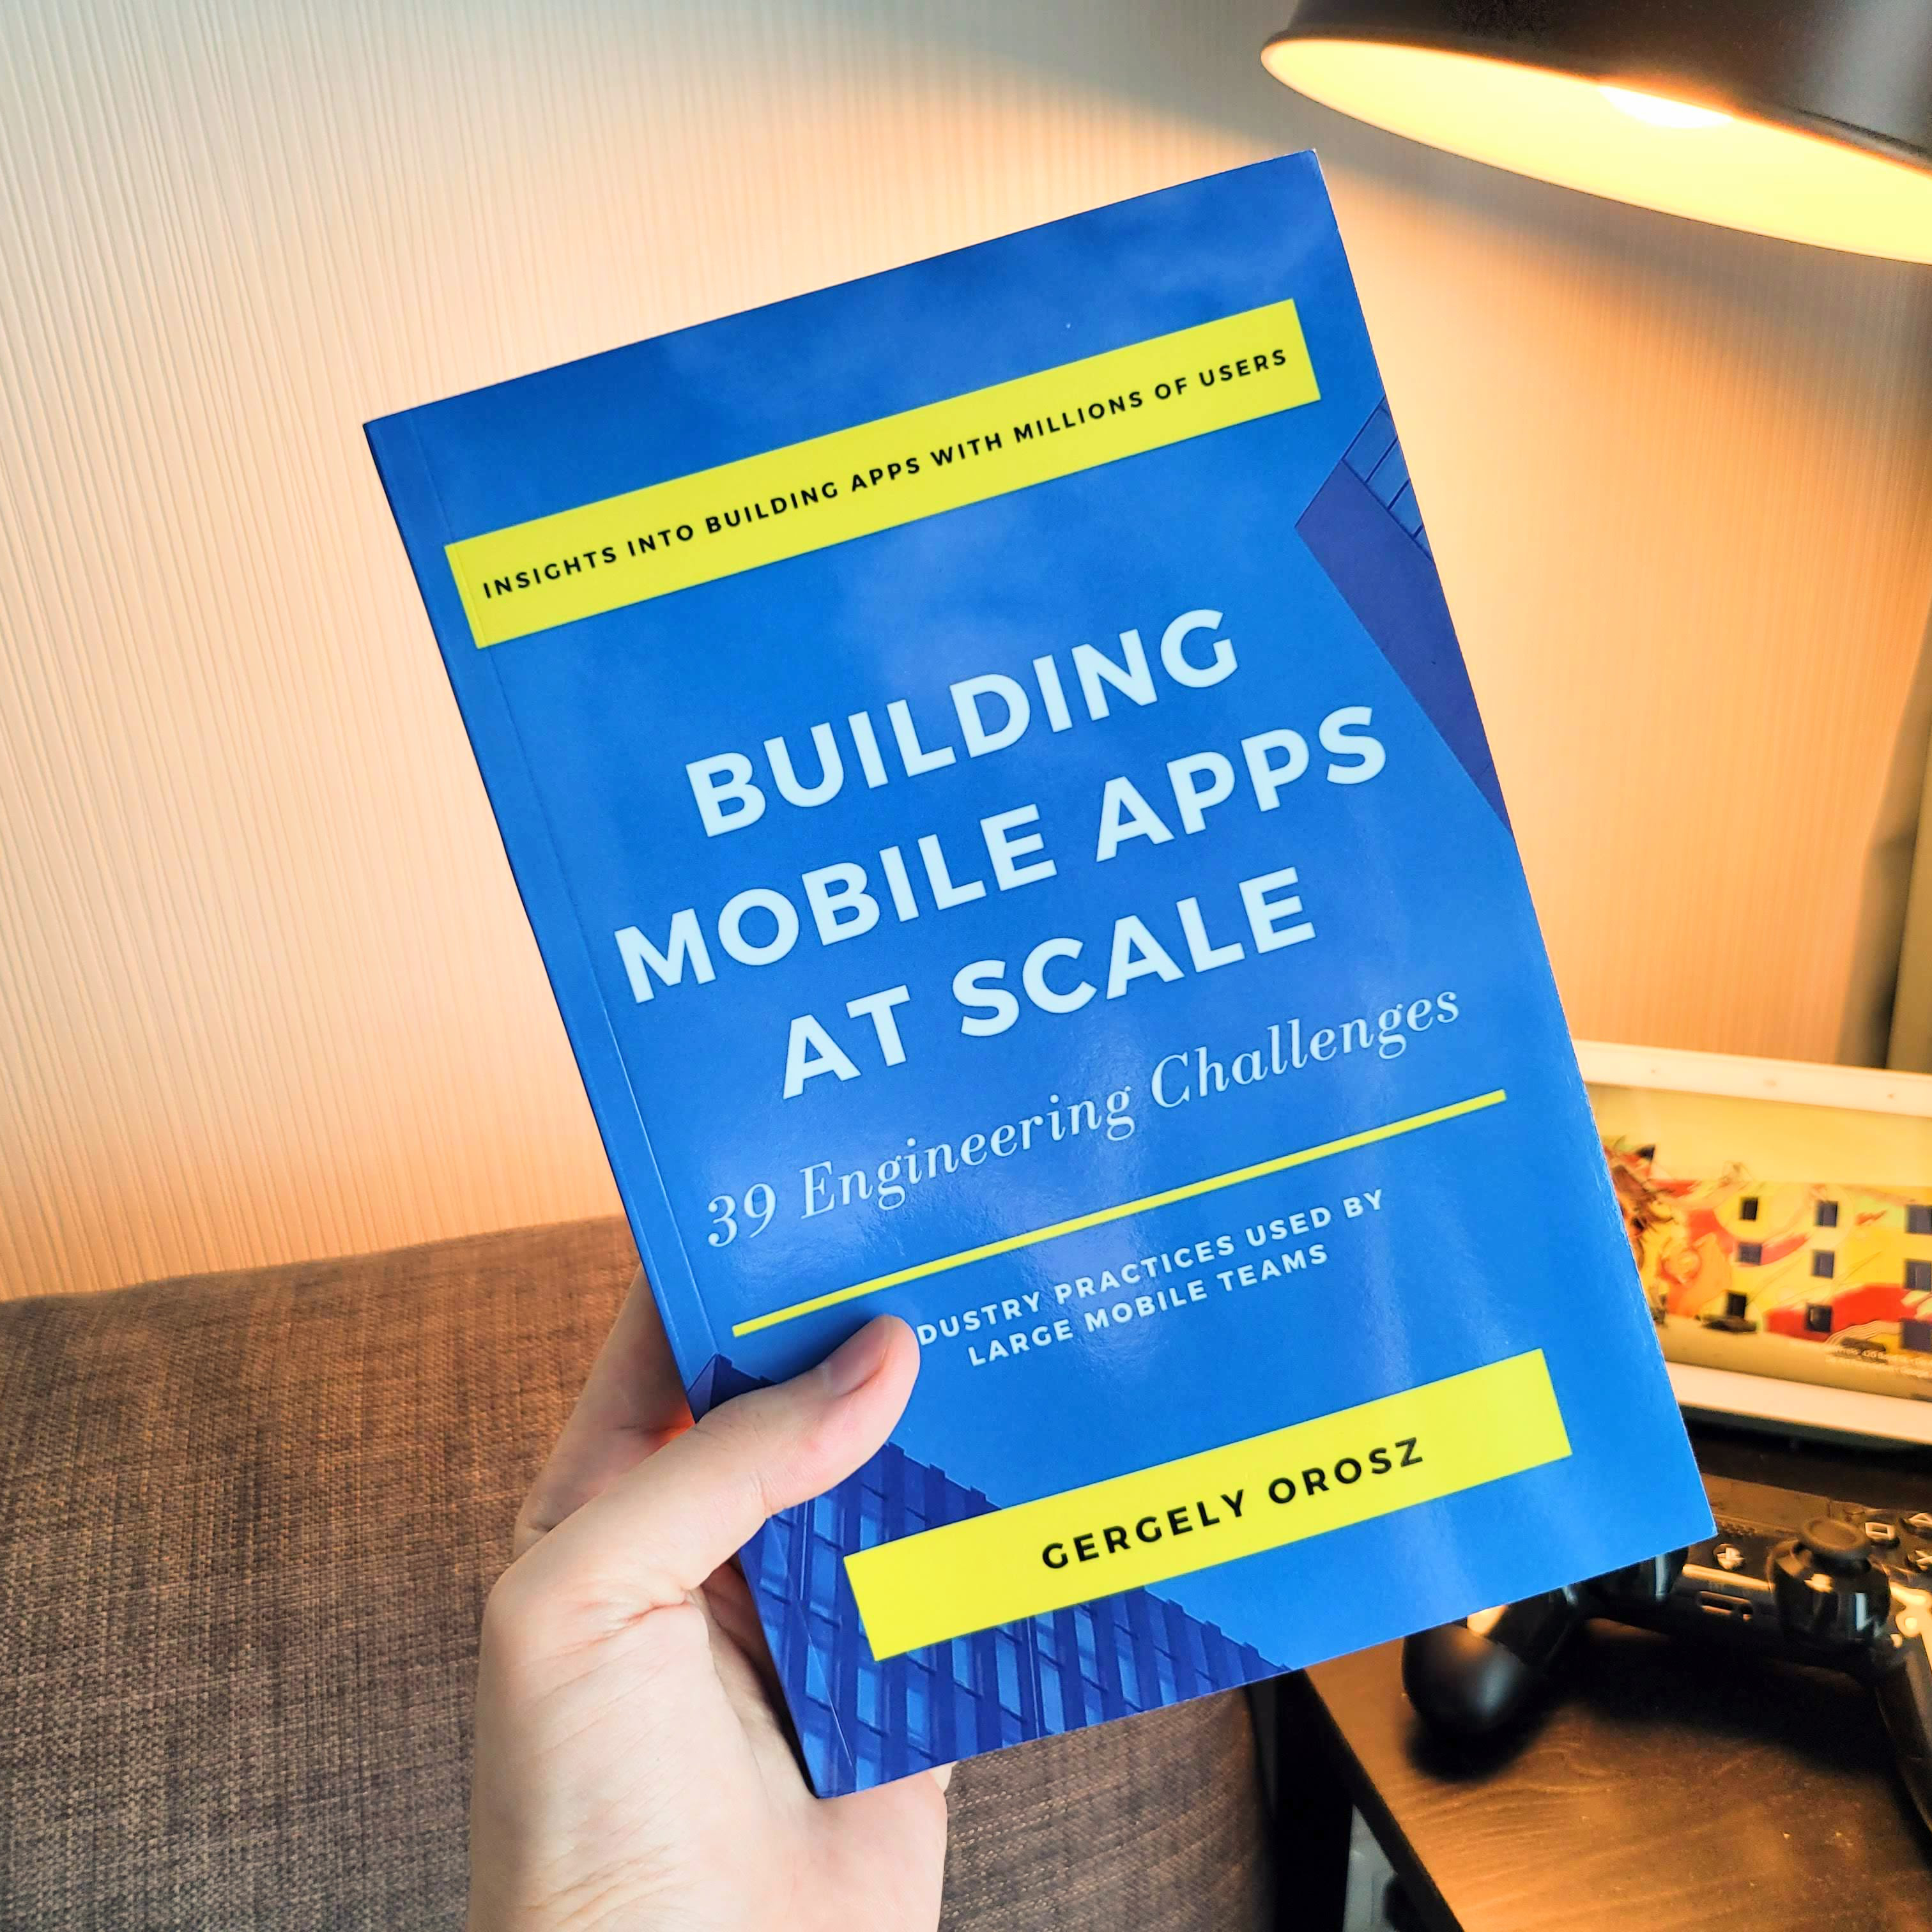 INSIGHTS INTO BUILDING APPS WITH MILLIONS OF USERS
BUILDING
MOBILE APPS
AT SCALE
39 Engineering Challenges
DUSTRY PRACTICES USED BY
LARGE MOBILE TEAMS
GERGELY OROSZ